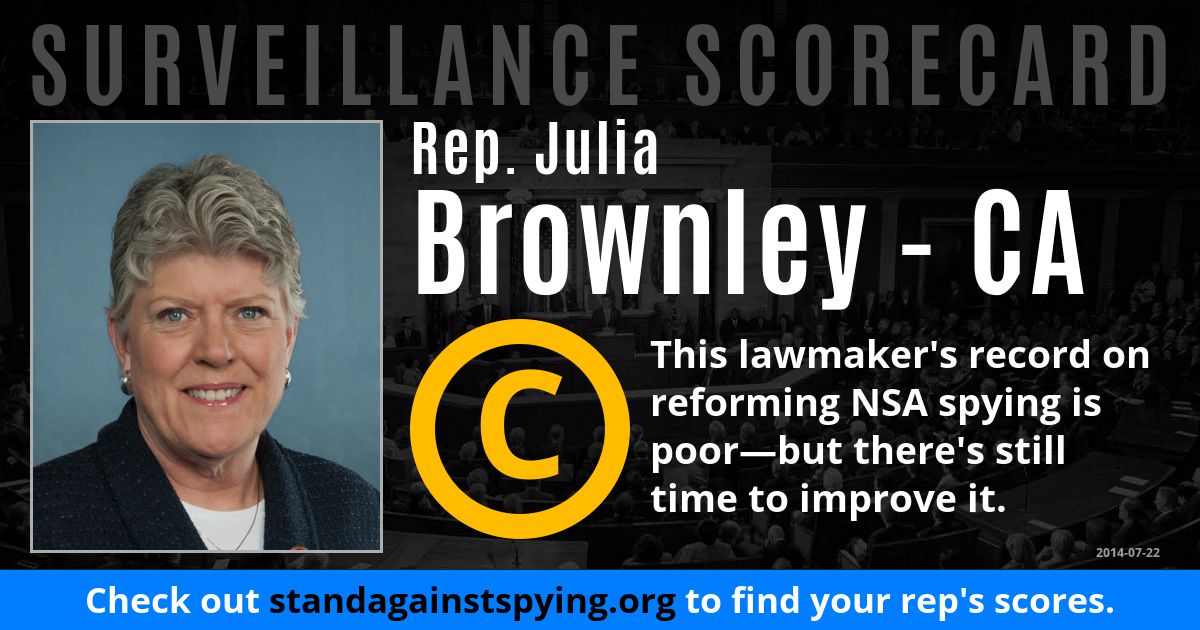 SURVEILLANCE SCORECARD
Rep. Julia
Brownley - CA
C
This lawmaker's record on
reforming NSA spying is
poor—but there's still
time to improve it.
2014-07-22
Check out standagainstspying.org to find your rep's scores.